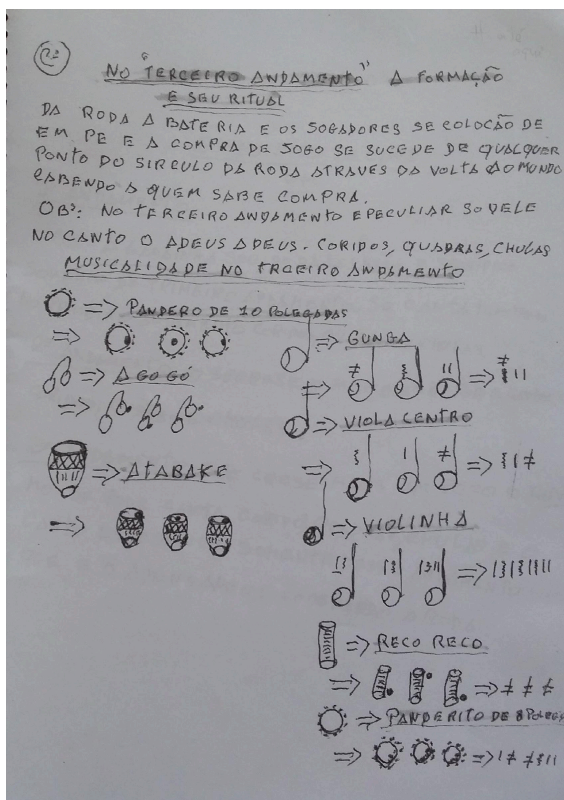 NO "TERCEIRO ANDAMENTO" A FORMAÇÃO
E SEU RITUAL
DA RODA A BATERIA E OS JOGADORES SE COLOCÃO DE
EM PE E A COMPRA DE JOGO SE SUCEDE DE QUALQUER
PONTO DO SIRCULO DA RODA ATRAVES DA VOLTA AO MUNDO
CABENDO A QUEM SABE COMPRA.
OBS: NO TERCEIRO ANDAMENTO EPECULIAR SO DELE
NO CANTO O ADEUS ADEUS. CORIDOS, QUADRAS, CHULAS
MUSICALIDADE NO TRCEIRO ANDAMENTO
=> PANDERO DE 10 POLEGADAS
=> AGOGÓ
=> ATABAKE
=> GUNGA
=> VIOLA CENTRO
=> VIOLINHA
=> RECO RECO
=> PANDERITO DE 8 POLEGA